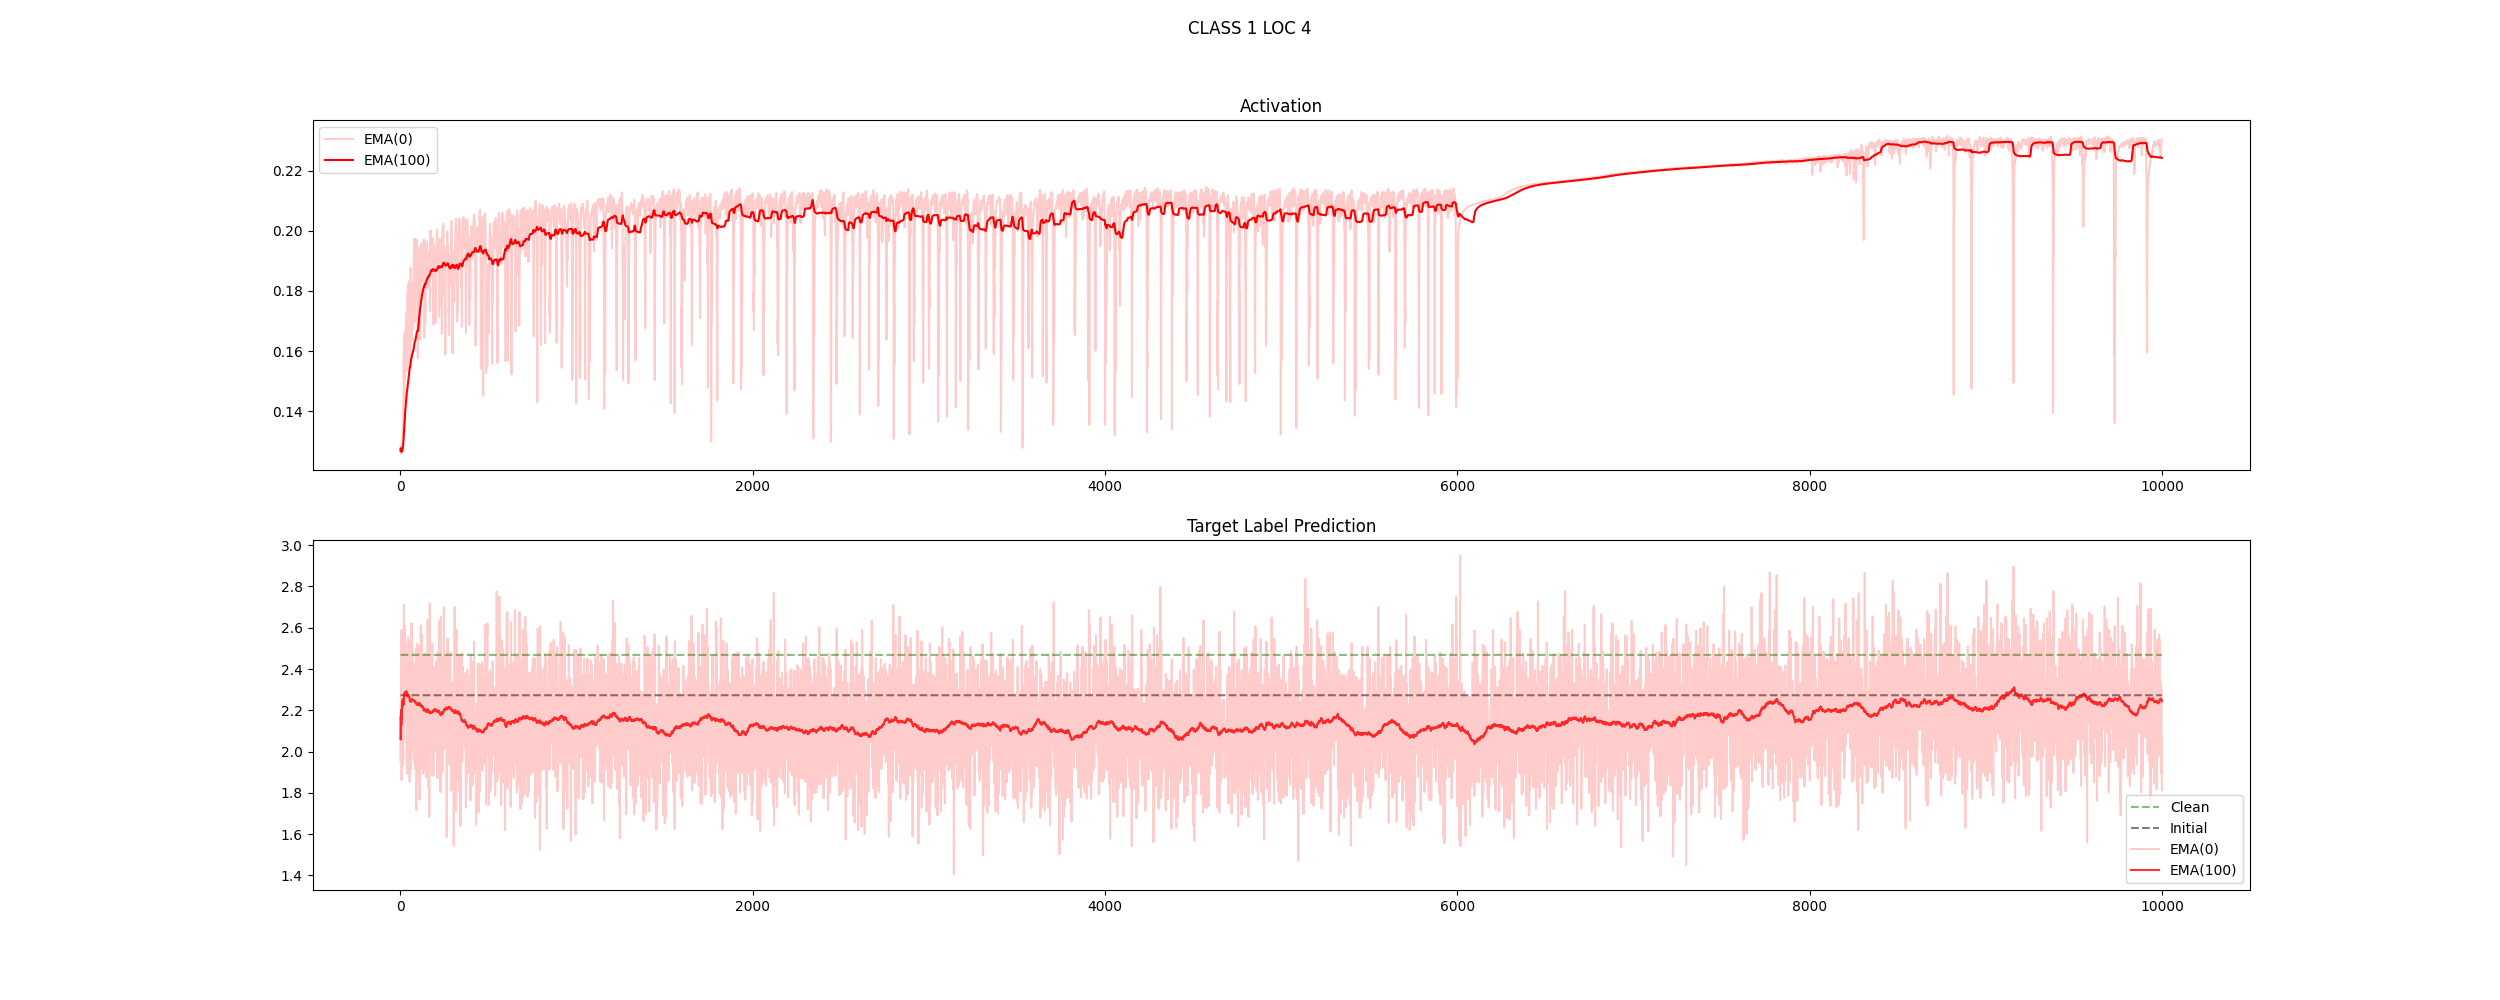 CLASS 1 LOC 4
Activation
EMA(0)
EMA(100)
0.22
0.20
0.18
0.16
0.14
0
2000
4000
6000
8000
10000
Target Label Prediction
3.0
2.8
2.6
2.4
2.2
2.0
1.8
1.6
1.4
Clean
Initial
EMA(0)
EMA(100)
0
2000
4000
6000
8000
10000